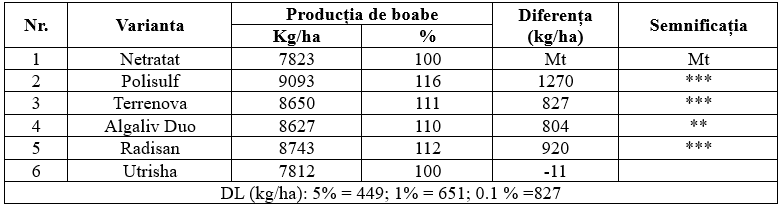 Nr. Varianta Producția de boabe Diferența (kg/ha) Semnificația
Kg/ha %
1 Netratat 7823 100 Mt Mt
2 Polisulf 9093 116 1270 ***
3 Terrenova 8650 111 827 ***
4 Algaliv Duo 8627 110 804 **
5 Radisan 8743 112 920 ***
6 Utrisha 7812 100 -11
DL (kg/ha): 5% = 449; 1% = 651; 0.1 % =827